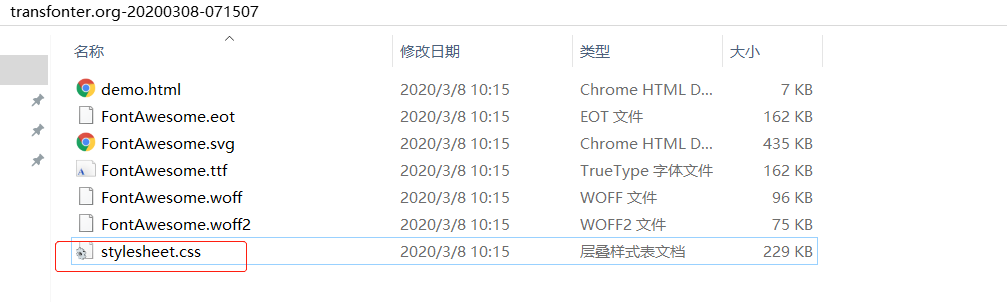 transfonter.org-20200308-071507
名称 修改日期 类型 大小
demo.html 2020/3/8 10:15 Chrome HTML D... 7 KB
FontAwesome.eot 2020/3/8 10:15 EOT 文件 162 KB
FontAwesome.svg 2020/3/8 10:15 Chrome HTML D... 435 KB
FontAwesome.ttf 2020/3/8 10:15 TrueType 字体文件 162 KB
FontAwesome.woff 2020/3/8 10:15 WOFF 文件 96 KB
FontAwesome.woff2 2020/3/8 10:15 WOFF2 文件 75 KB
stylesheet.css 2020/3/8 10:15 层叠样式表文档 229 KB